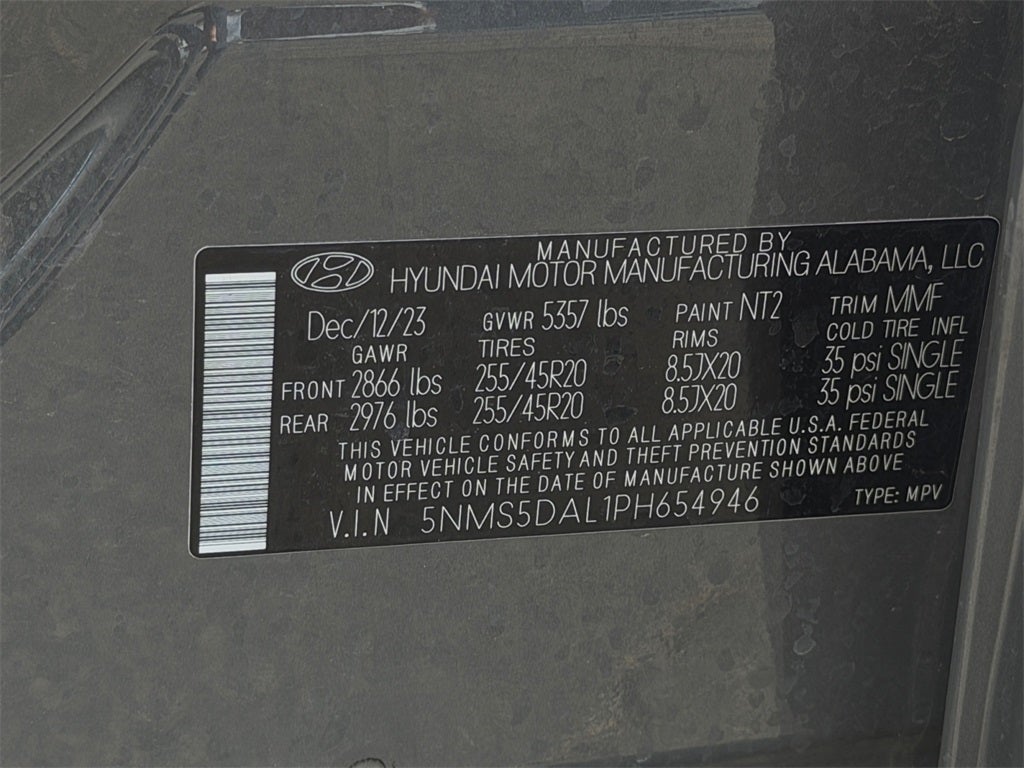 MANUFACTURED BY
HYUNDAI MOTOR MANUFACTURING ALABAMA, LLC
Dec/12/23 GVWR 5357 lbs PAINT NT2 TRIM MMF
GAWR TIRES RIMS COLD TIRE INFL
FRONT 2866 lbs 255/45R20 8.5JX20 35 psi SINGLE
REAR 2976 lbs 255/45R20 8.5JX20 35 psi SINGLE
THIS VEHICLE CONFORMS TO ALL APPLICABLE U.S.A. FEDERAL
MOTOR VEHICLE SAFETY AND THEFT PREVENTION STANDARDS
IN EFFECT ON THE DATE OF MANUFACTURE SHOWN ABOVE
V.I.N 5NMS5DAL1PH654946 TYPE: MPV